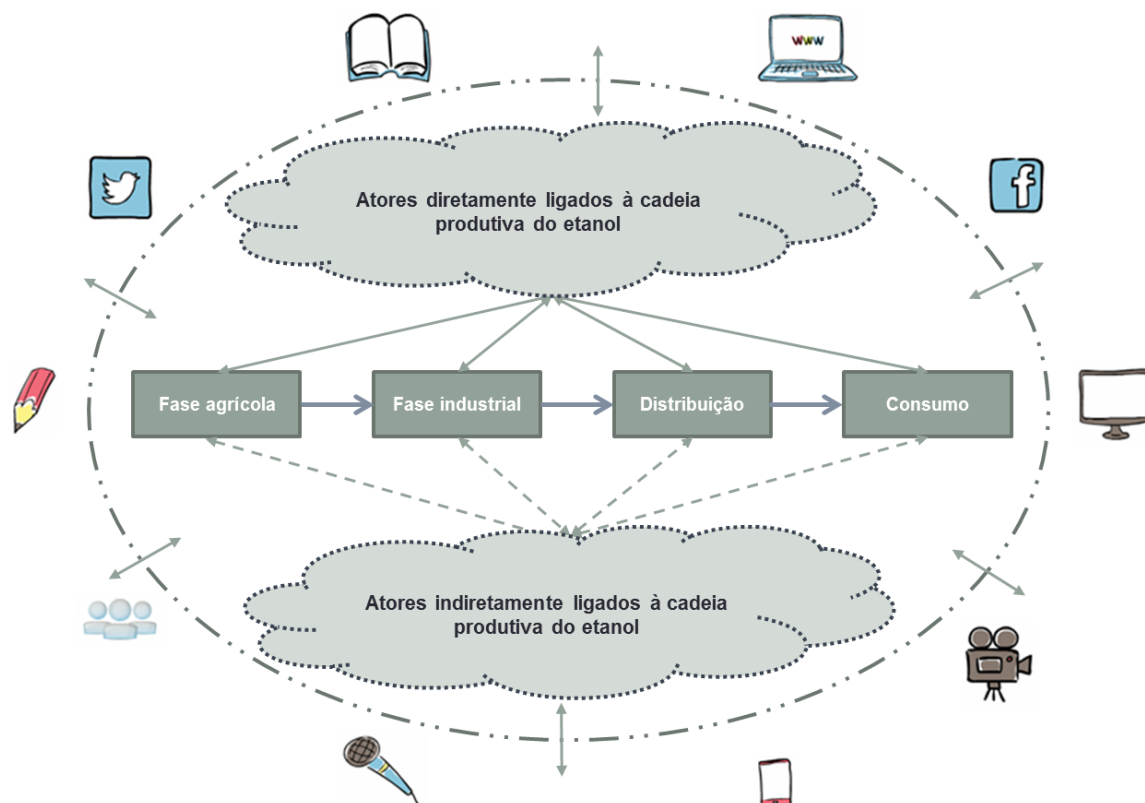 www
Atores diretamente ligados à cadeia
produtiva do etanol
f
Fase agrícola
Fase industrial
Distribuição
Consumo
Atores indiretamente ligados à cadeia
produtiva do etanol